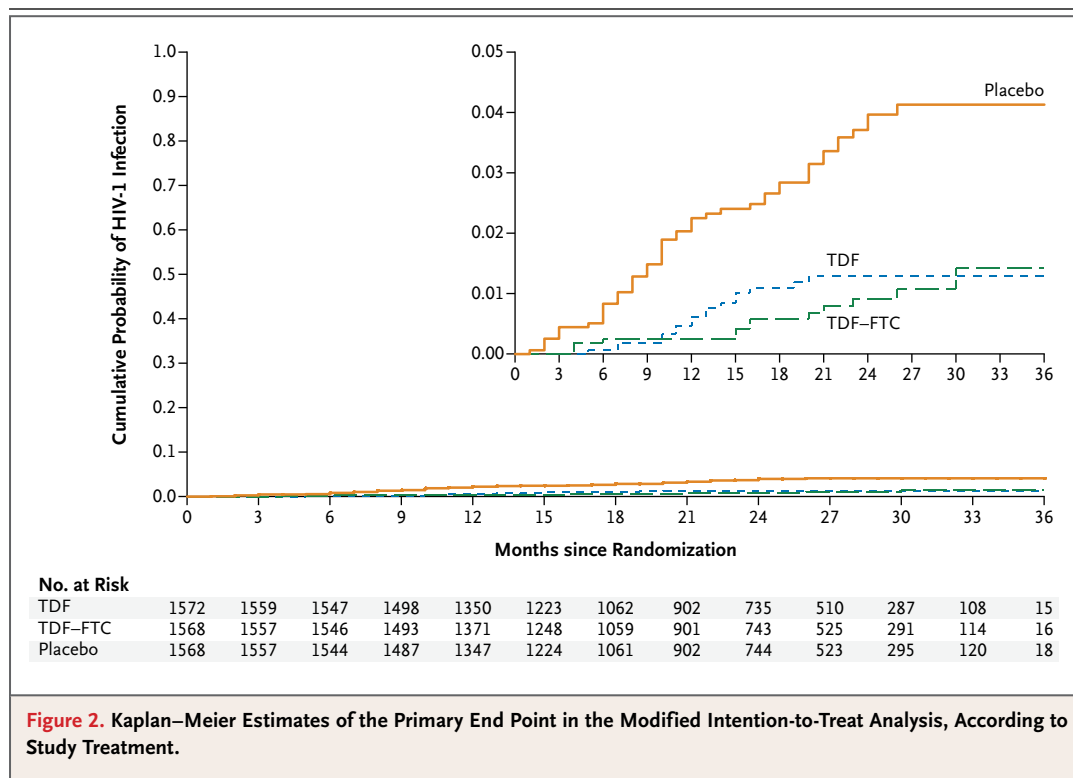 1.0
0.9
0.8
0.7
0.6
0.5
0.4
0.3
0.2
0.1
0.0
Cumulative Probability of HIV-1 Infection
0 3 6 9 12 15 18 21 24 27 30 33 36
Months since Randomization
0.05
0.04
0.03
0.02
0.01
0.00
0 3 6 9 12 15 18 21 24 27 30 33 36
Placebo
TDF
TDF–FTC
No. at Risk
TDF 1572 1559 1547 1498 1350 1223 1062 902 735 510 287 108 15
TDF–FTC 1568 1557 1546 1493 1371 1248 1059 901 743 525 291 114 16
Placebo 1568 1557 1544 1487 1347 1224 1061 902 744 523 295 120 18
Figure 2. Kaplan–Meier Estimates of the Primary End Point in the Modified Intention-to-Treat Analysis, According to
Study Treatment.